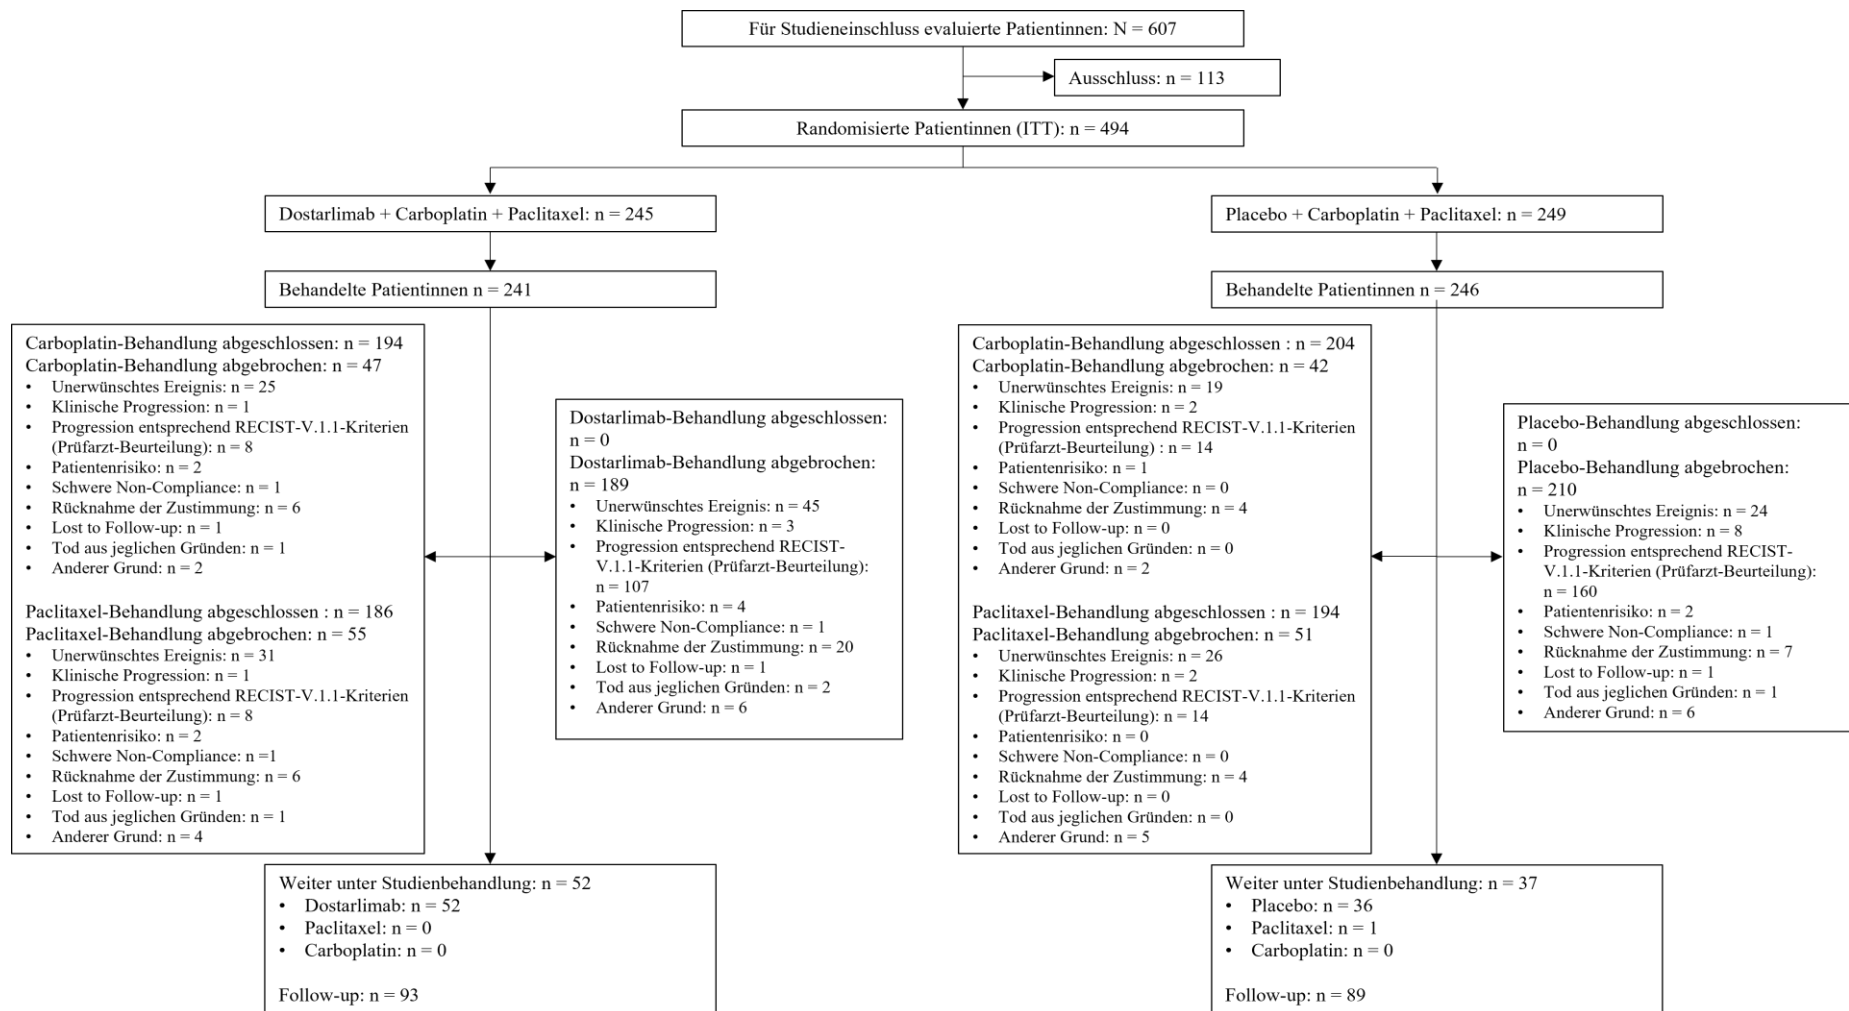 Für Studieneinschluss evaluierte Patientinnen: N = 607
Ausschluss: n = 113
Randomisierte Patientinnen (ITT): n = 494
Dostarlimab + Carboplatin + Paclitaxel: n = 245
Behandelte Patientinnen n = 241
Carboplatin-Behandlung abgeschlossen: n = 194
Carboplatin-Behandlung abgebrochen: n = 47
• Unerwünschtes Ereignis: n = 25
• Klinische Progression: n = 1
• Progression entsprechend RECIST-V.1.1-Kriterien
(Prüfarzt-Beurteilung): n = 8
• Patientenrisiko: n = 2
• Schwere Non-Compliance: n = 1
• Rücknahme der Zustimmung: n = 6
• Lost to Follow-up: n = 1
• Tod aus jeglichen Gründen: n = 1
• Anderer Grund: n = 2
Paclitaxel-Behandlung abgeschlossen : n = 186
Paclitaxel-Behandlung abgebrochen: n = 55
• Unerwünschtes Ereignis: n = 31
• Klinische Progression: n = 1
• Progression entsprechend RECIST-V.1.1-Kriterien
(Prüfarzt-Beurteilung): n = 8
• Patientenrisiko: n = 2
• Schwere Non-Compliance: n =1
• Rücknahme der Zustimmung: n = 6
• Lost to Follow-up: n = 1
• Tod aus jeglichen Gründen: n = 1
• Anderer Grund: n = 4
Dostarlimab-Behandlung abgeschlossen:
n = 0
Dostarlimab-Behandlung abgebrochen:
n = 189
• Unerwünschtes Ereignis: n = 45
• Klinische Progression: n = 3
• Progression entsprechend RECIST-
V.1.1-Kriterien (Prüfarzt-Beurteilung):
n = 107
• Patientenrisiko: n = 4
• Schwere Non-Compliance: n = 1
• Rücknahme der Zustimmung: n = 20
• Lost to Follow-up: n = 1
• Tod aus jeglichen Gründen: n = 2
• Anderer Grund: n = 6
Weiter unter Studienbehandlung: n = 52
• Dostarlimab: n = 52
• Paclitaxel: n = 0
• Carboplatin: n = 0
Follow-up: n = 93
Placebo + Carboplatin + Paclitaxel: n = 249
Behandelte Patientinnen n = 246
Carboplatin-Behandlung abgeschlossen : n = 204
Carboplatin-Behandlung abgebrochen: n = 42
• Unerwünschtes Ereignis: n = 19
• Klinische Progression: n = 2
• Progression entsprechend RECIST-V.1.1-Kriterien
(Prüfarzt-Beurteilung) : n = 14
• Patientenrisiko: n = 1
• Schwere Non-Compliance: n = 0
• Rücknahme der Zustimmung: n = 4
• Lost to Follow-up: n = 0
• Tod aus jeglichen Gründen: n = 0
• Anderer Grund: n = 2
Paclitaxel-Behandlung abgeschlossen : n = 194
Paclitaxel-Behandlung abgebrochen: n = 51
• Unerwünschtes Ereignis: n = 26
• Klinische Progression: n = 2
• Progression entsprechend RECIST-V.1.1-Kriterien
(Prüfarzt-Beurteilung): n = 14
• Patientenrisiko: n = 0
• Schwere Non-Compliance: n = 0
• Rücknahme der Zustimmung: n = 4
• Lost to Follow-up: n = 0
• Tod aus jeglichen Gründen: n = 0
• Anderer Grund: n = 5
Placebo-Behandlung abgeschlossen:
n = 0
Placebo-Behandlung abgebrochen:
n = 210
• Unerwünschtes Ereignis: n = 24
• Klinische Progression: n = 8
• Progression entsprechend RECIST-
V.1.1-Kriterien (Prüfarzt-Beurteilung):
n = 160
• Patientenrisiko: n = 2
• Schwere Non-Compliance: n = 1
• Rücknahme der Zustimmung: n = 7
• Lost to Follow-up: n = 1
• Tod aus jeglichen Gründen: n = 1
• Anderer Grund: n = 6
Weiter unter Studienbehandlung: n = 37
• Placebo: n = 36
• Paclitaxel: n = 1
• Carboplatin: n = 0
Follow-up: n = 89